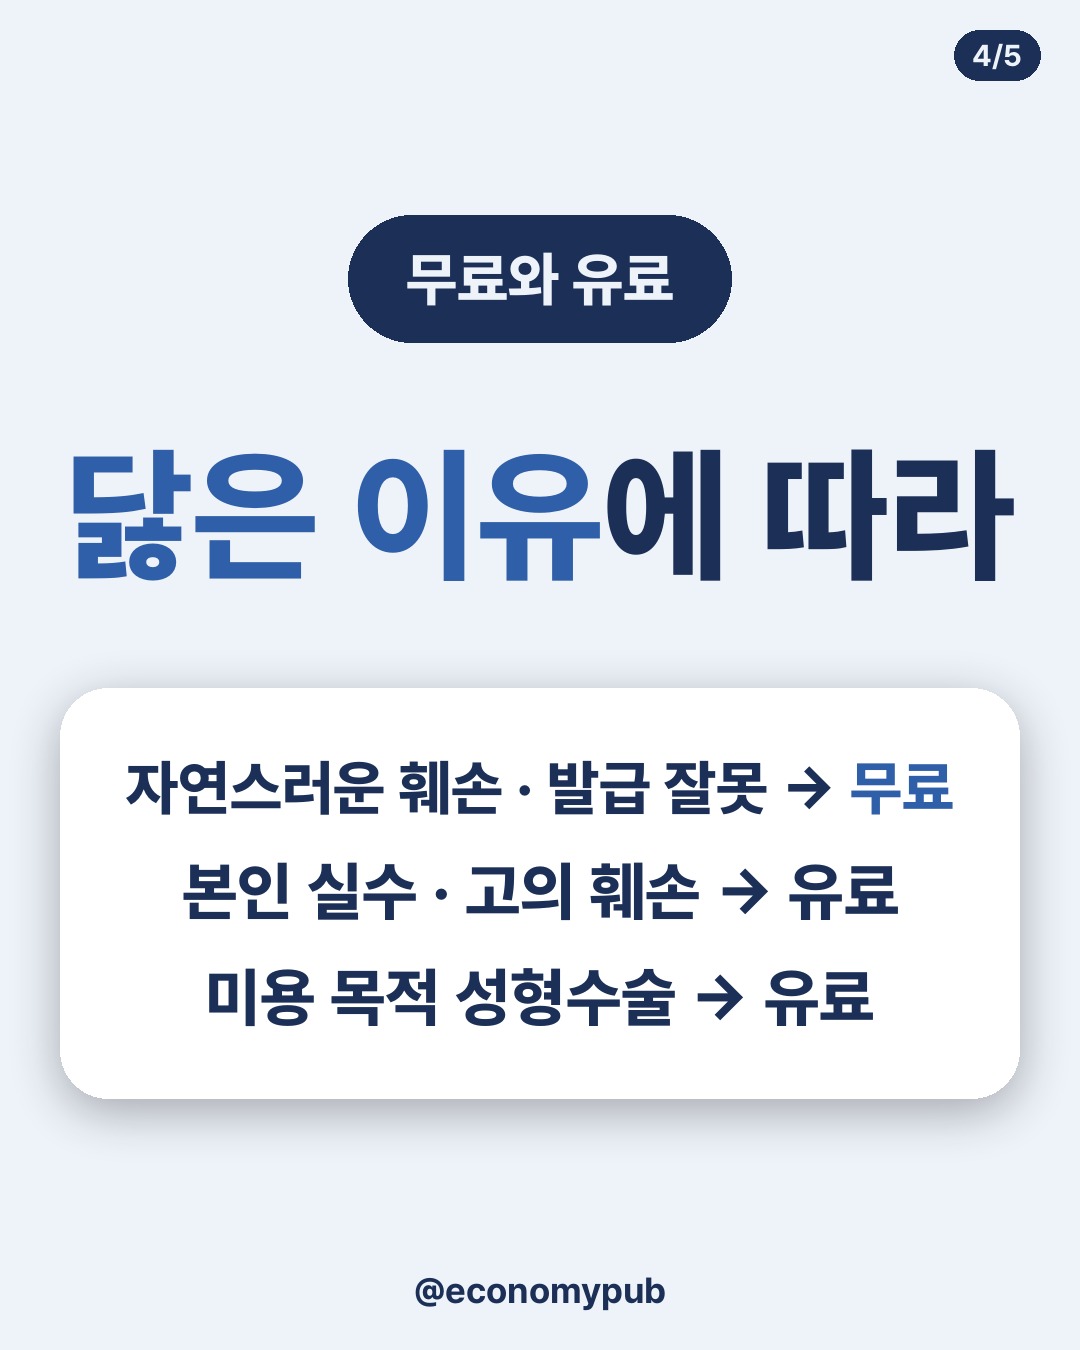 4/5
무료와 유료
닳은 이유에 따라
자연스러운 훼손 · 발급 잘못 → 무료
본인 실수 · 고의 훼손 → 유료
미용 목적 성형수술 → 유료
@economypub